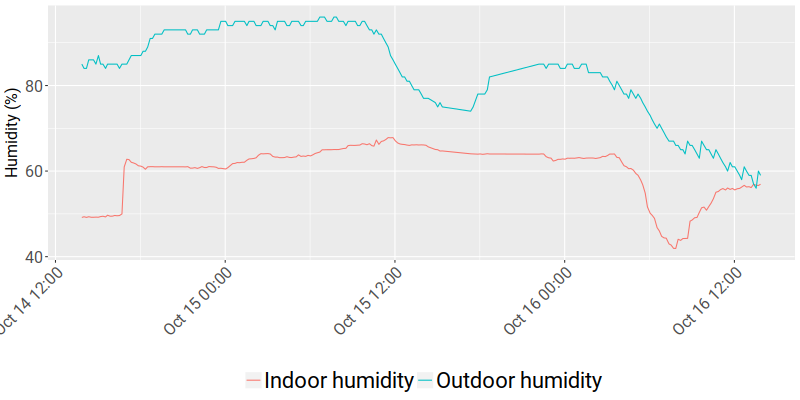 Humidity (%)
80
60
40
Oct 14 12:00
Oct 15 00:00
Oct 15 12:00
Oct 16 00:00
Oct 16 12:00
Indoor humidity Outdoor humidity